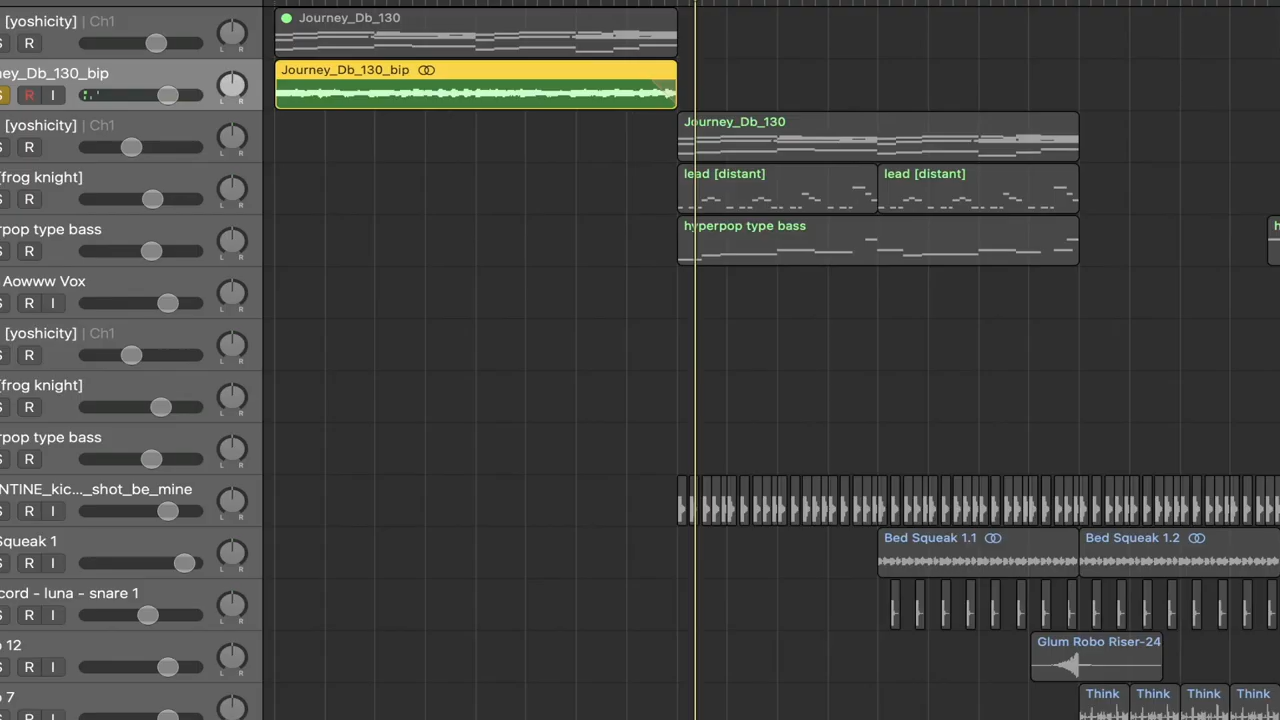 [yoshicity] | Ch1
Journey_Db_130
R
L R
ney_Db_130_bip
Journey_Db_130_bip
S R I
L R
[yoshicity] | Ch1
Journey_Db_130
S R
L R
[frog knight]
lead [distant]
lead [distant]
S R
L R
rpop type bass
hyperpop type bass
h
S R
L R
Aowww Vox
S R I
L R
[yoshicity] | Ch1
S R
L R
[frog knight]
S R
L R
rpop type bass
S R
L R
NTINE_kic..._shot_be_mine
S R I
L R
Squeak 1
Bed Squeak 1.1
Bed Squeak 1.2
S R I
L R
cord - luna - snare 1
S R I
L R
12
Glum Robo Riser-24
S R I
L R
7
Think
Think
Think
Think